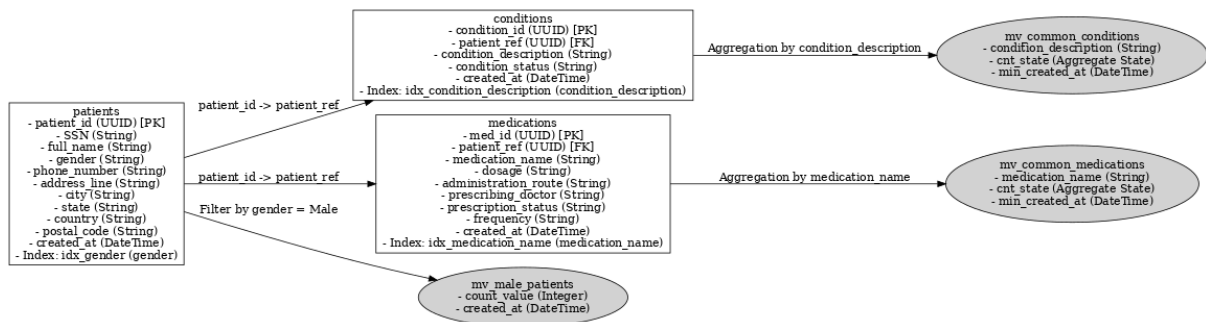 conditions
- condition_id (UUID) [PK]
- patient_ref (UUID) [FK]
- condition_description (String)
- condition_status (String)
- created_at (DateTime)
- Index: idx_condition_description (condition_description)
Aggregation by condition_description
mv_common_conditions
- condition_description (String)
- cnt_state (Aggregate State)
- min_created_at (DateTime)
patients
- patient_id (UUID) [PK]
- SSN (String)
- full_name (String)
- gender (String)
- phone_number (String)
- address_line (String)
- city (String)
- state (String)
- country (String)
- postal_code (String)
- created_at (DateTime)
- Index: idx_gender (gender)
patient_id -> patient_ref
patient_id -> patient_ref
Filter by gender = Male
medications
- med_id (UUID) [PK]
- patient_ref (UUID) [FK]
- medication_name (String)
- dosage (String)
- administration_route (String)
- prescribing_doctor (String)
- prescription_status (String)
- frequency (String)
- created_at (DateTime)
- Index: idx_medication_name (medication_name)
Aggregation by medication_name
mv_common_medications
- medication_name (String)
- cnt_state (Aggregate State)
- min_created_at (DateTime)
mv_male_patients
- count_value (Integer)
- created_at (DateTime)